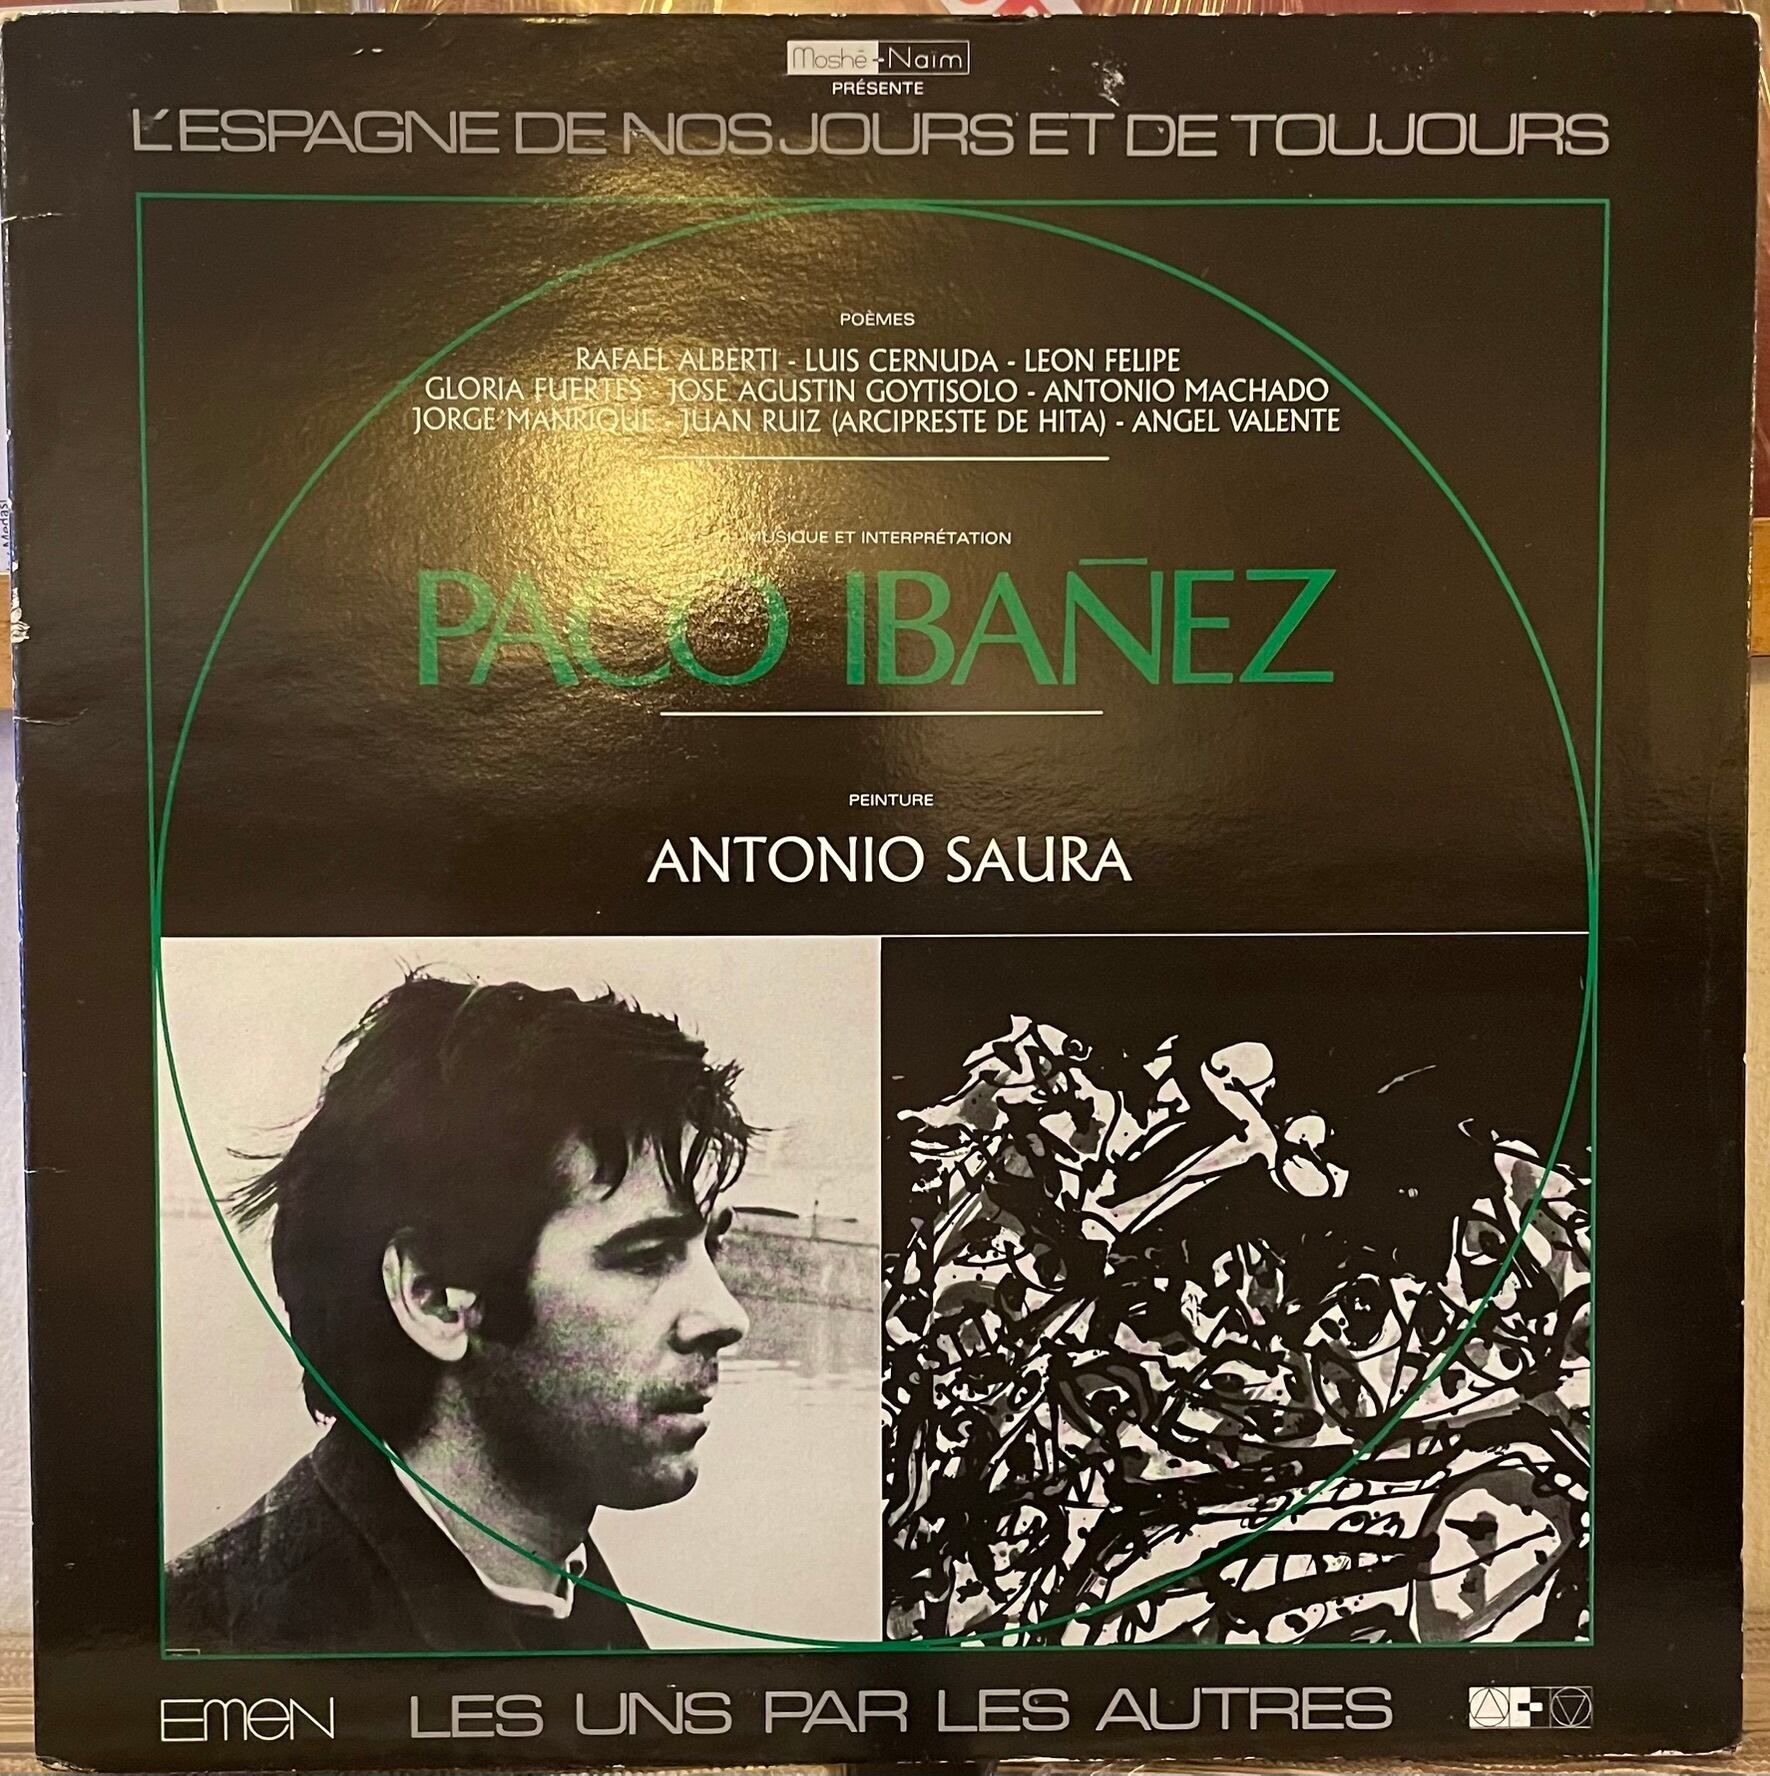 Moshé-Naïm
PRÉSENTE
L'ESPAGNE DE NOS JOURS ET DE TOUJOURS
POÈMES
RAFAEL ALBERTI - LUIS CERNUDA - LEON FELIPE
GLORIA FUERTES - JOSE AGUSTIN GOYTISOLO - ANTONIO MACHADO
JORGE MANRIQUE - JUAN RUIZ (ARCIPRESTE DE HITA) - ANGEL VALENTE
MUSIQUE ET INTERPRÉTATION
PACO IBAÑEZ
PEINTURE
ANTONIO SAURA
EMEN LES UNS PAR LES AUTRES